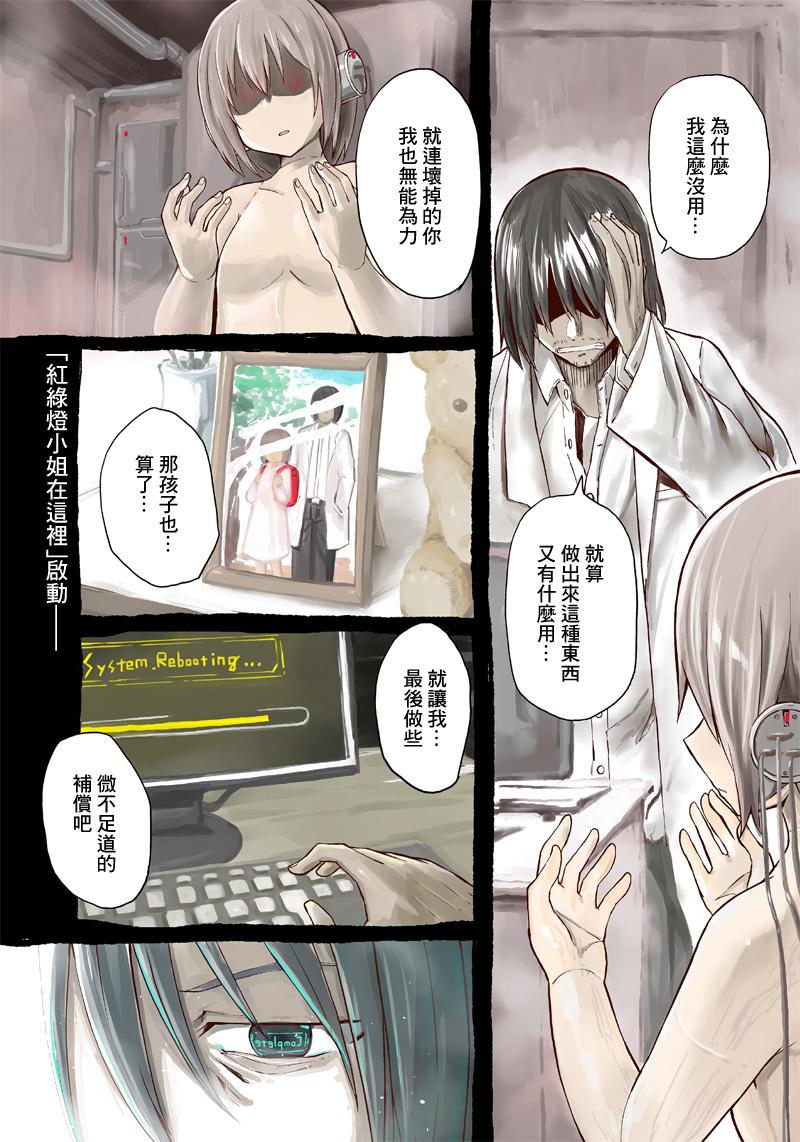 為什麼
我這麼沒用…
就算
做出來這種東西
又有什麼用…
就連壞掉的你
我也無能為力
那孩子也…
算了…
「紅綠燈小姐在這裡」啟動——
就讓我…
最後做些
System.Rebooting...
微不足道的
補償吧
Complete